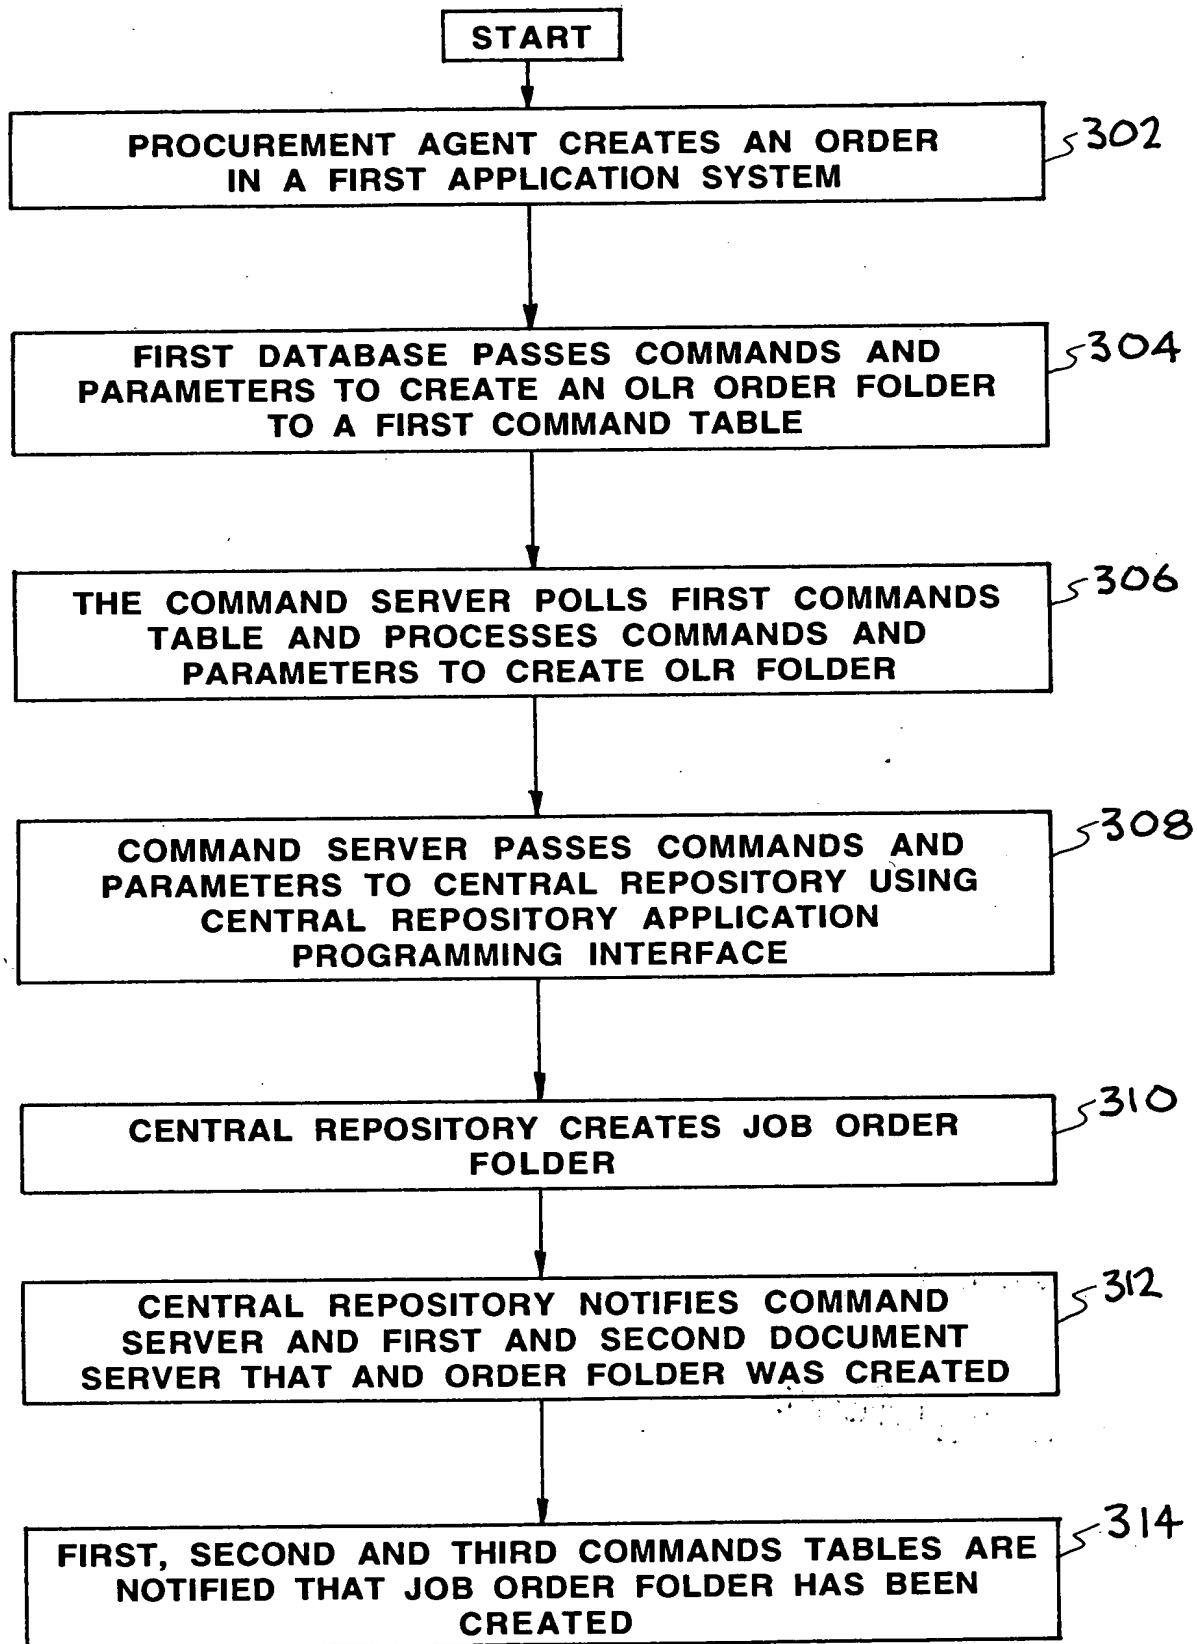 START
PROCUREMENT AGENT CREATES AN ORDER
IN A FIRST APPLICATION SYSTEM
302
FIRST DATABASE PASSES COMMANDS AND
PARAMETERS TO CREATE AN OLR ORDER FOLDER
TO A FIRST COMMAND TABLE
304
THE COMMAND SERVER POLLS FIRST COMMANDS
TABLE AND PROCESSES COMMANDS AND
PARAMETERS TO CREATE OLR FOLDER
306
COMMAND SERVER PASSES COMMANDS AND
PARAMETERS TO CENTRAL REPOSITORY USING
CENTRAL REPOSITORY APPLICATION
PROGRAMMING INTERFACE
308
CENTRAL REPOSITORY CREATES JOB ORDER
FOLDER
310
CENTRAL REPOSITORY NOTIFIES COMMAND
SERVER AND FIRST AND SECOND DOCUMENT
SERVER THAT AND ORDER FOLDER WAS CREATED
312
FIRST, SECOND AND THIRD COMMANDS TABLES ARE
NOTIFIED THAT JOB ORDER FOLDER HAS BEEN
CREATED
314